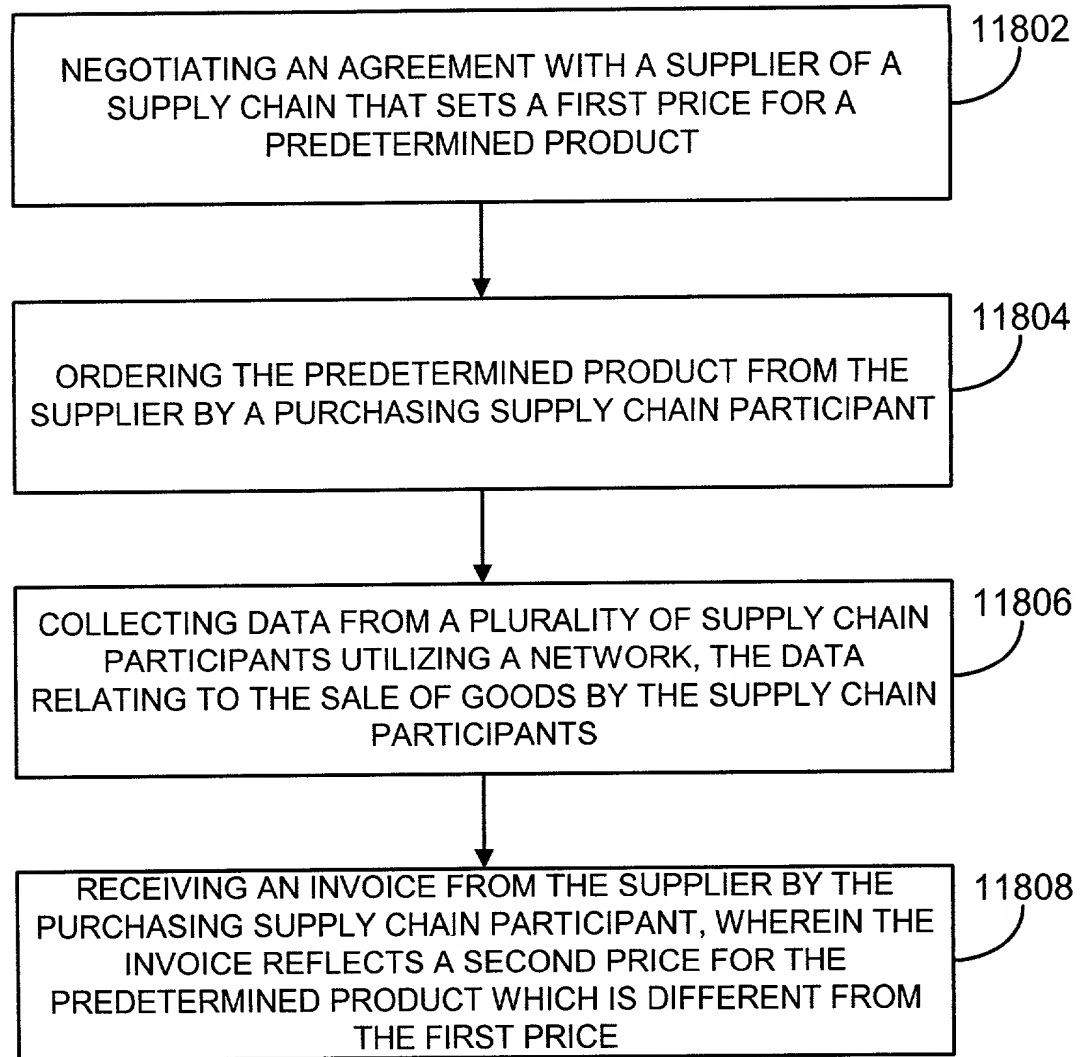 11802
NEGOTIATING AN AGREEMENT WITH A SUPPLIER OF A
SUPPLY CHAIN THAT SETS A FIRST PRICE FOR A
PREDETERMINED PRODUCT
11804
ORDERING THE PREDETERMINED PRODUCT FROM THE
SUPPLIER BY A PURCHASING SUPPLY CHAIN PARTICIPANT
11806
COLLECTING DATA FROM A PLURALITY OF SUPPLY CHAIN
PARTICIPANTS UTILIZING A NETWORK, THE DATA
RELATING TO THE SALE OF GOODS BY THE SUPPLY CHAIN
PARTICIPANTS
11808
RECEIVING AN INVOICE FROM THE SUPPLIER BY THE
PURCHASING SUPPLY CHAIN PARTICIPANT, WHEREIN THE
INVOICE REFLECTS A SECOND PRICE FOR THE
PREDETERMINED PRODUCT WHICH IS DIFFERENT FROM
THE FIRST PRICE